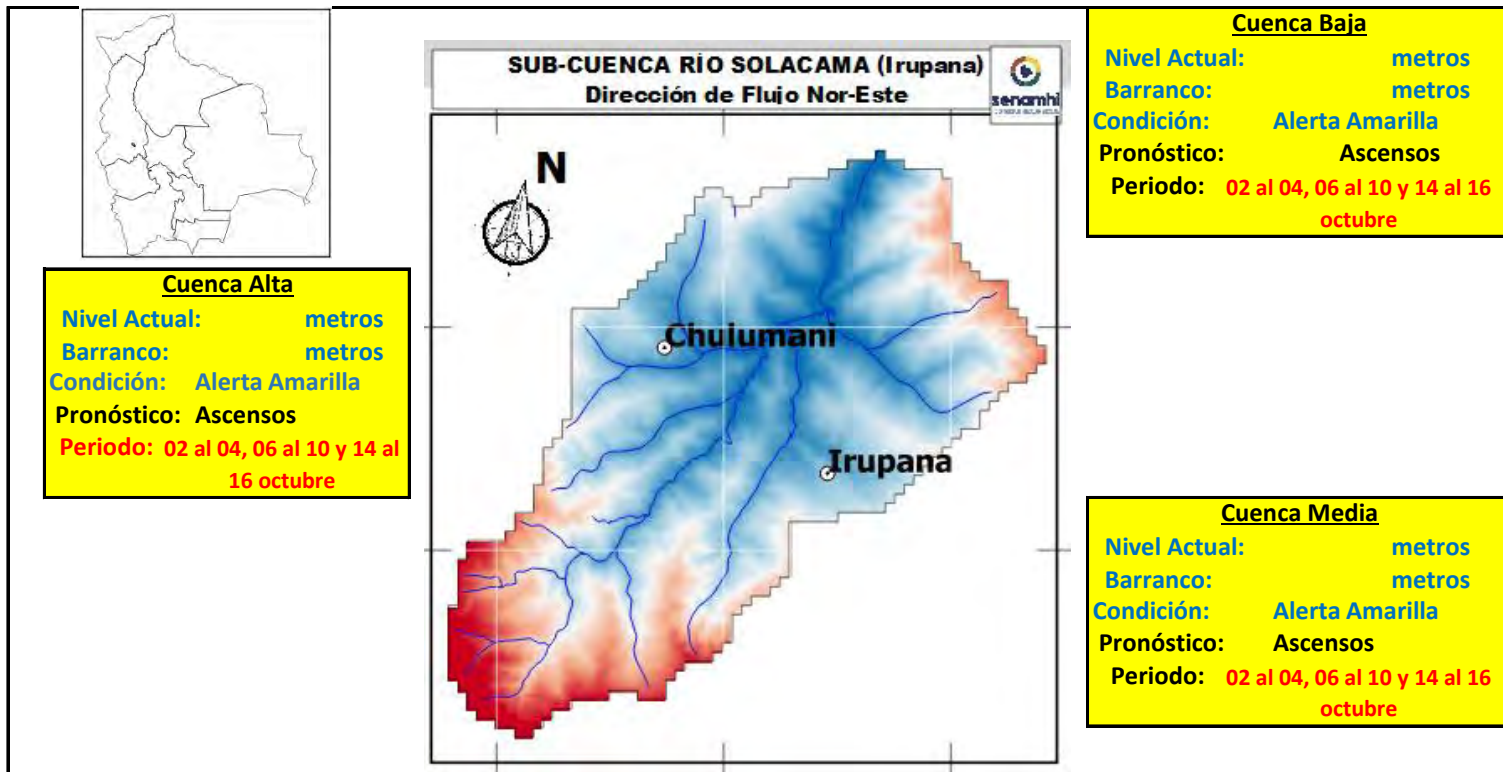 SUB-CUENCA RÍO SOLACAMA (Irupana)
Dirección de Flujo Nor-Este
senamhi
N
Chulumani
Irupana
Cuenca Alta
Nivel Actual: metros
Barranco: metros
Condición: Alerta Amarilla
Pronóstico: Ascensos
Periodo: 02 al 04, 06 al 10 y 14 al
16 octubre
Cuenca Baja
Nivel Actual: metros
Barranco: metros
Condición: Alerta Amarilla
Pronóstico: Ascensos
Periodo: 02 al 04, 06 al 10 y 14 al 16
octubre
Cuenca Media
Nivel Actual: metros
Barranco: metros
Condición: Alerta Amarilla
Pronóstico: Ascensos
Periodo: 02 al 04, 06 al 10 y 14 al 16
octubre